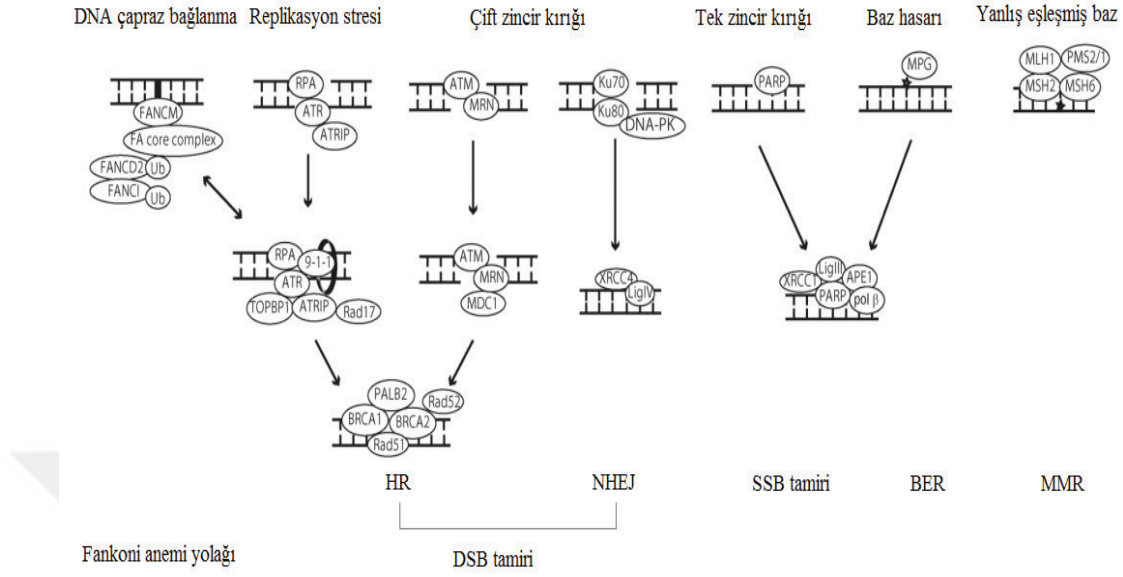 DNA çapraz bağlanma
Replikasyon stresi
Çift zincir kırığı
Tek zincir kırığı
Baz hasarı
Yanlış eşleşmiş baz
FANCM
FA core complex
FANCD2 Ub
FANCI Ub
RPA
ATR
ATRIP
ATM
MRN
Ku70
Ku80
DNA-PK
PARP
MPG
MLH1 PMS2/1
MSH2 MSH6
RPA 9-1-1
ATR
TOPBP1 ATRIP Rad17
ATM
MRN
MDC1
XRCC4
LigIV
LigIII
XRCC1 APE1
PARP pol β
PALB2
Rad52
BRCA1 BRCA2
Rad51
HR
NHEJ
SSB tamiri
BER
MMR
Fankoni anemi yolağı
DSB tamiri